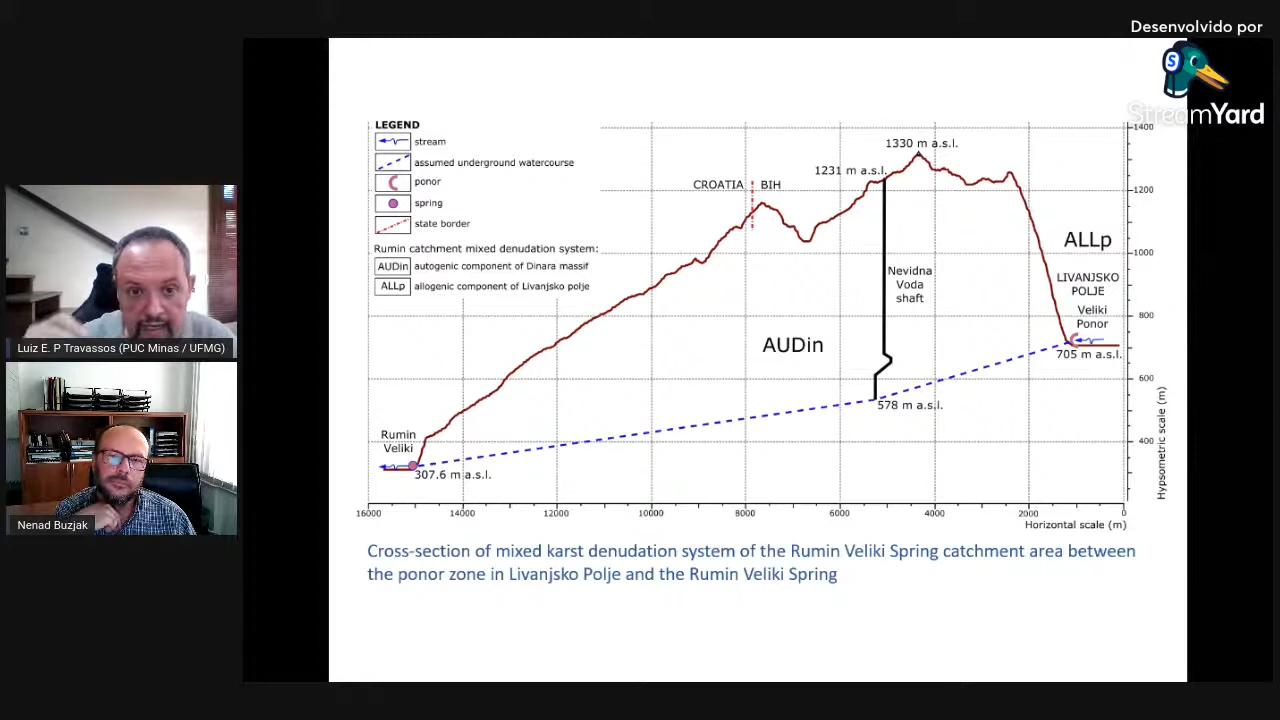 Desenvolvido por
StreamYard
LEGEND
stream
assumed underground watercourse
ponor
spring
state border
Rumin catchment mixed denudation system:
AUDin autogenic component of Dinara massif
ALLp allogenic component of Livanjsko polje
CROATIA BIH
1231 m a.s.l.
1330 m a.s.l.
Nevidna
Voda
shaft
AUDin
578 m a.s.l.
ALLp
LIVANJSKO
POLJE
Veliki
Ponor
705 m a.s.l.
Rumin
Veliki
307.6 m a.s.l.
1400
1200
1000
800
600
400
Hypsometric scale (m)
16000 14000 12000 10000 8000 6000 4000 2000 0
Horizontal scale (m)
Cross-section of mixed karst denudation system of the Rumin Veliki Spring catchment area between
the ponor zone in Livanjsko Polje and the Rumin Veliki Spring
Luiz E. P Travassos (PUC Minas / UFMG)
Nenad Buzjak